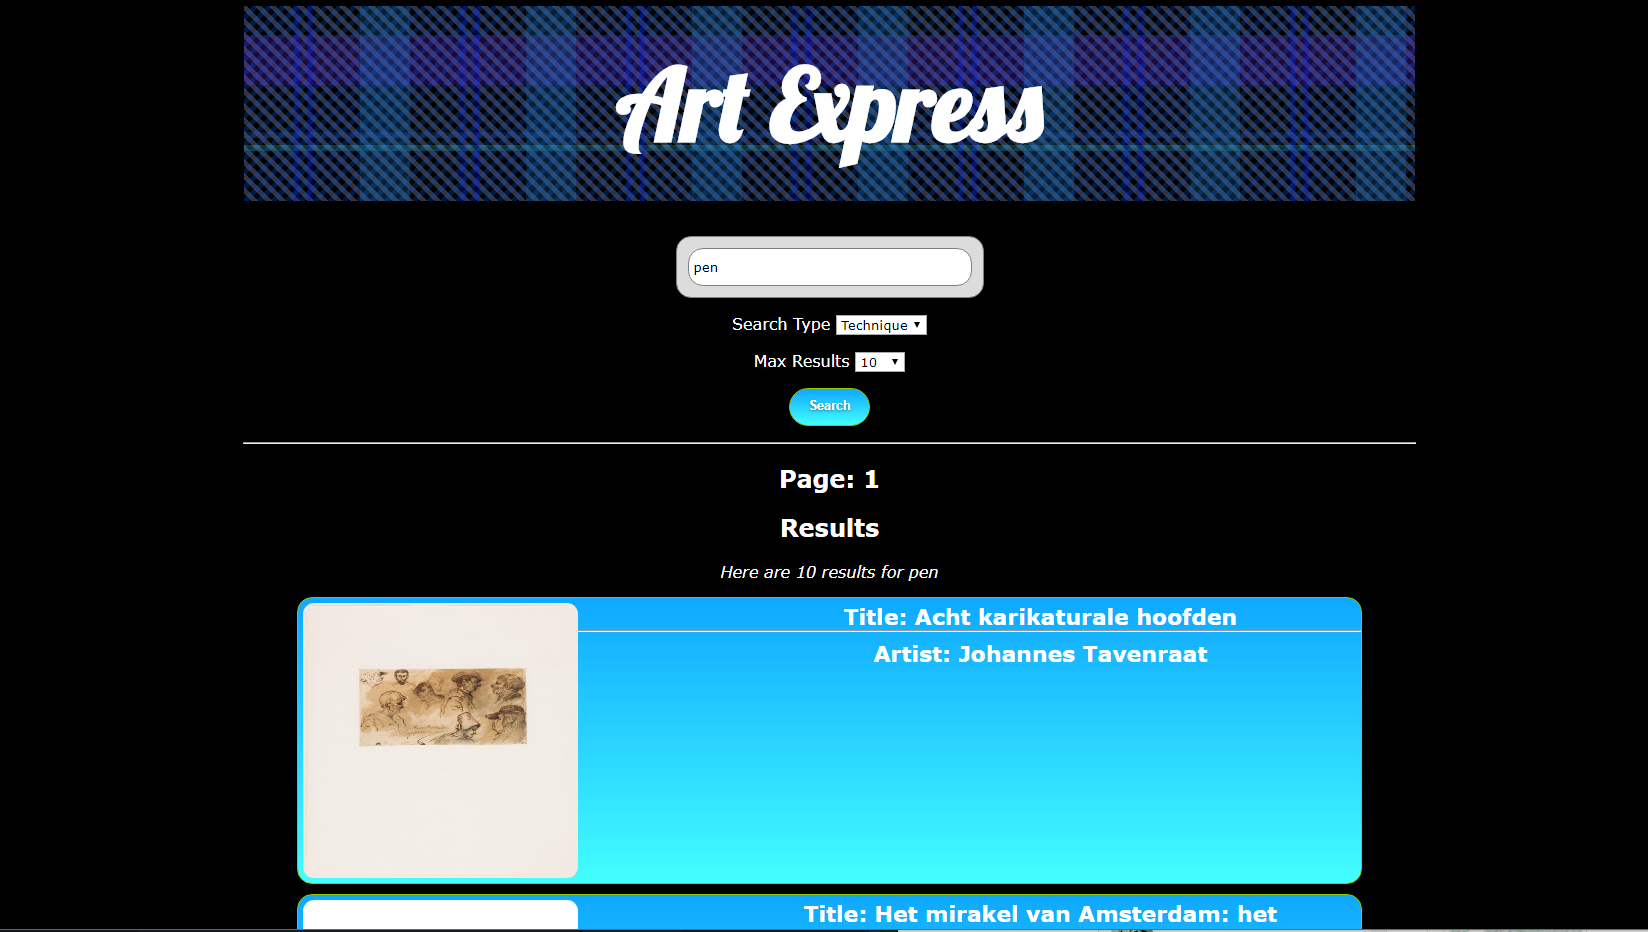 Art Express
pen
Search Type Technique
Max Results 10
Search
Page: 1
Results
Here are 10 results for pen
Title: Acht karikaturale hoofden
Artist: Johannes Tavenraat
Title: Het mirakel van Amsterdam: het